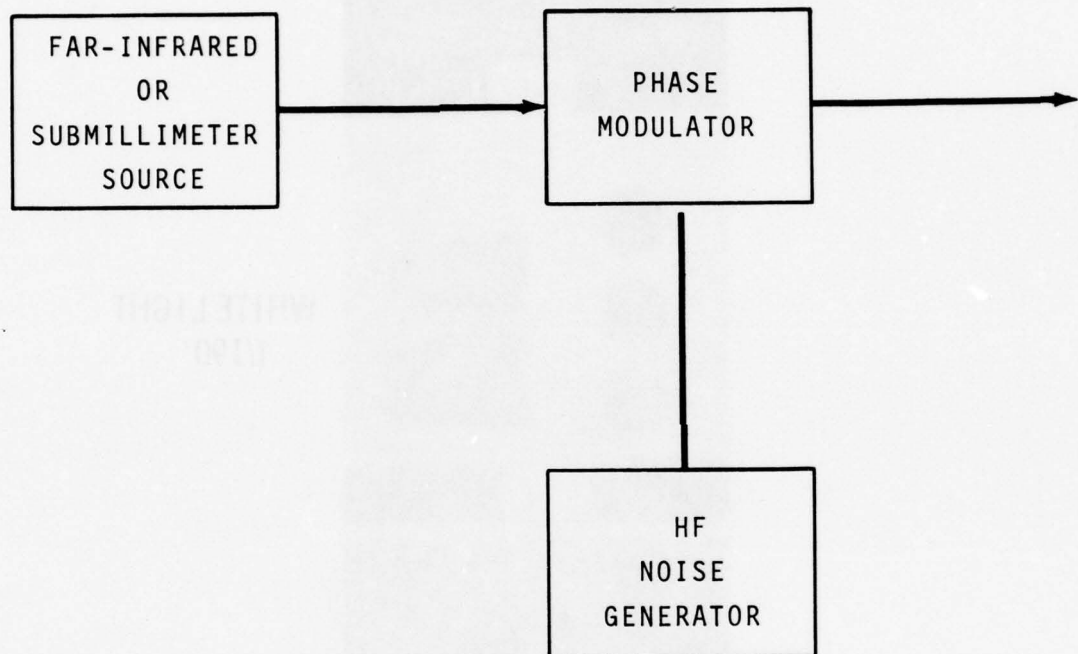 FAR-INFRARED
OR
SUBMILLIMETER
SOURCE
PHASE
MODULATOR
HF
NOISE
GENERATOR